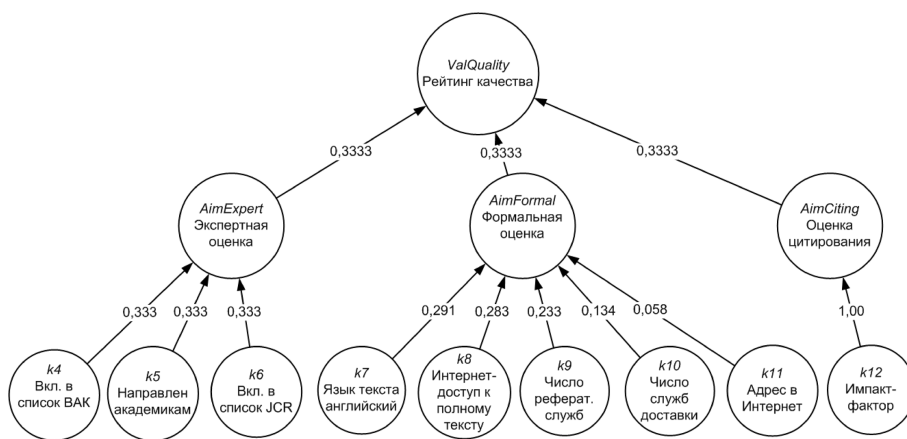 ValQuality
Рейтинг качества
0,3333
0,3333
0,3333
AimExpert
Экспертная
оценка
AimFormal
Формальная
оценка
AimCiting
Оценка
цитирования
0,333
0,333
0,333
0,291
0,283
0,233
0,134
0,058
1,00
k4
Вкл. в
список ВАК
k5
Направлен
академикам
k6
Вкл. в
список JCR
k7
Язык текста
английский
k8
Интернет-
доступ к
полному
тексту
k9
Число
реферат.
служб
k10
Число
служб
доставки
k11
Адрес в
Интернет
k12
Импакт-
фактор